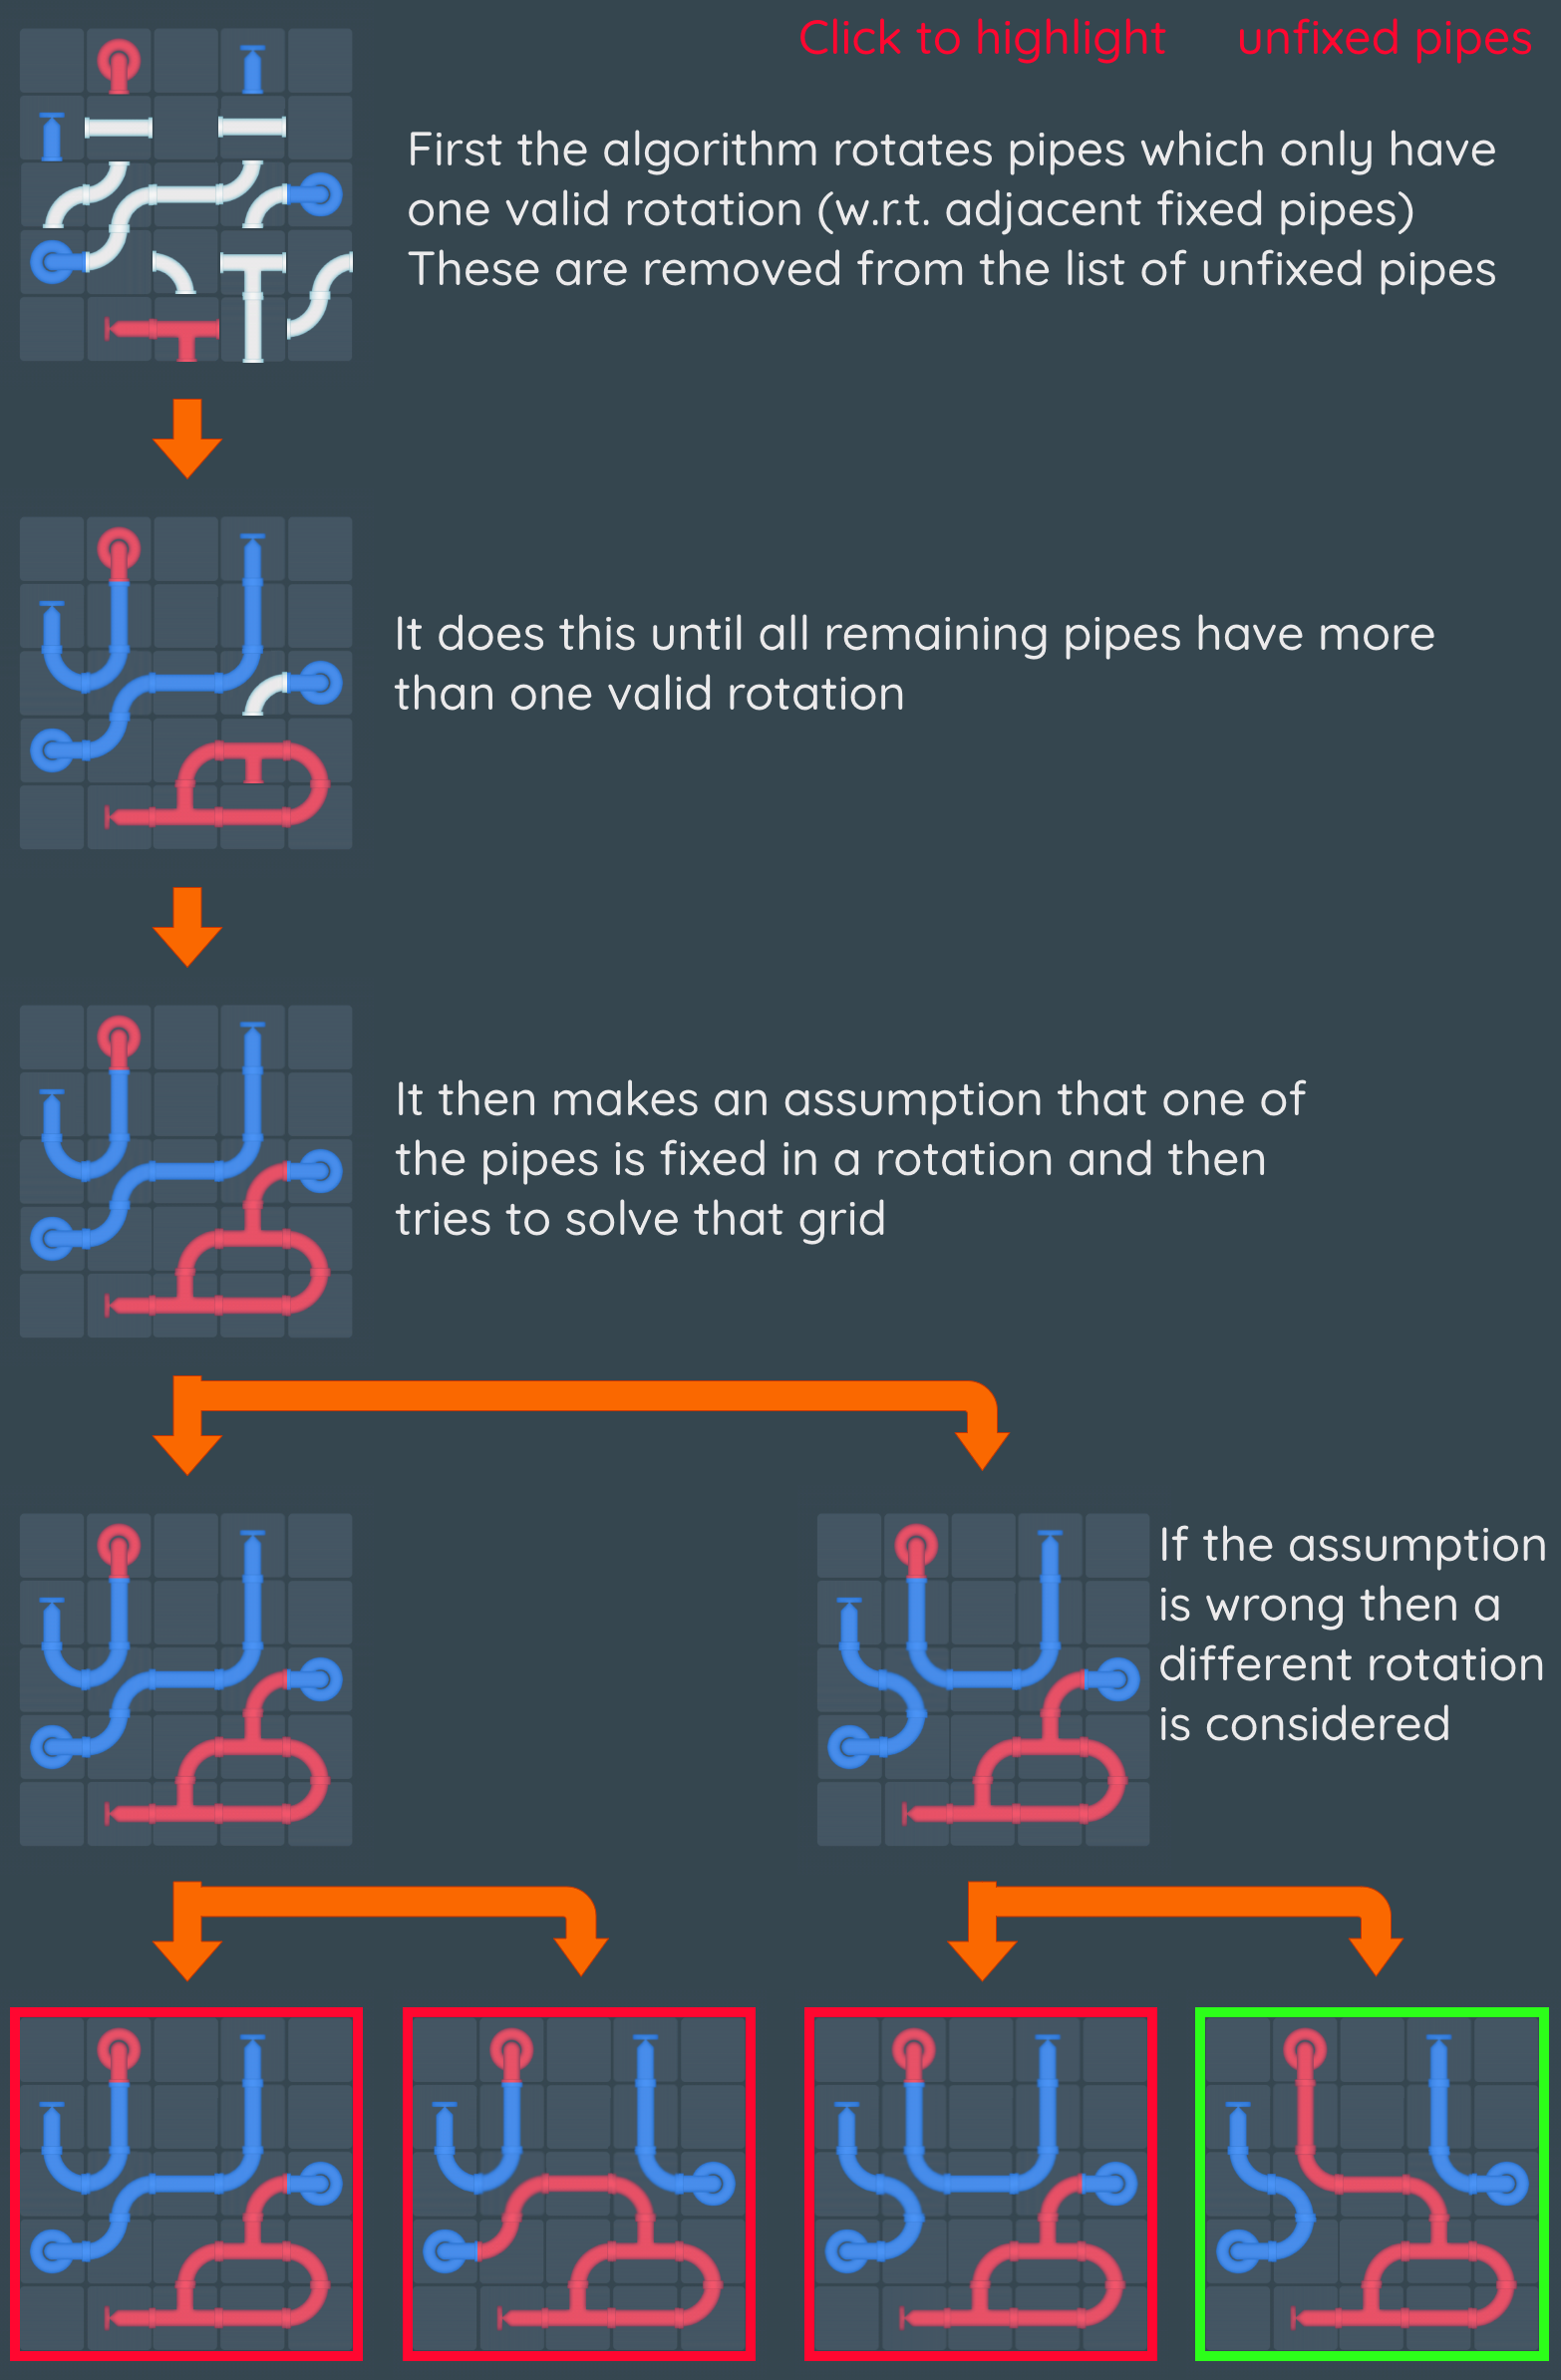 Click to highlight unfixed pipes
First the algorithm rotates pipes which only have
one valid rotation (w.r.t. adjacent fixed pipes)
These are removed from the list of unfixed pipes
It does this until all remaining pipes have more
than one valid rotation
It then makes an assumption that one of
the pipes is fixed in a rotation and then
tries to solve that grid
If the assumption
is wrong then a
different rotation
is considered